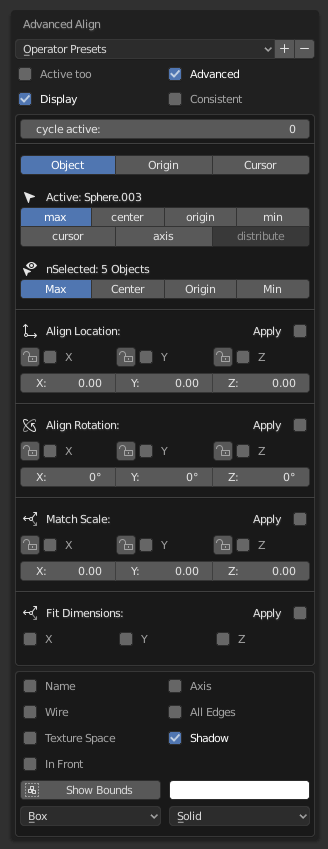 Advanced Align
Operator Presets
Active too Advanced
Display Consistent
cycle active: 0
Object Origin Cursor
Active: Sphere.003
max center origin min
cursor axis distribute
nSelected: 5 Objects
Max Center Origin Min
Align Location: Apply
X Y Z
X: 0.00 Y: 0.00 Z: 0.00
Align Rotation: Apply
X Y Z
X: 0° Y: 0° Z: 0°
Match Scale: Apply
X Y Z
X: 0.00 Y: 0.00 Z: 0.00
Fit Dimensions: Apply
X Y Z
Name Axis
Wire All Edges
Texture Space Shadow
In Front
Show Bounds
Box Solid